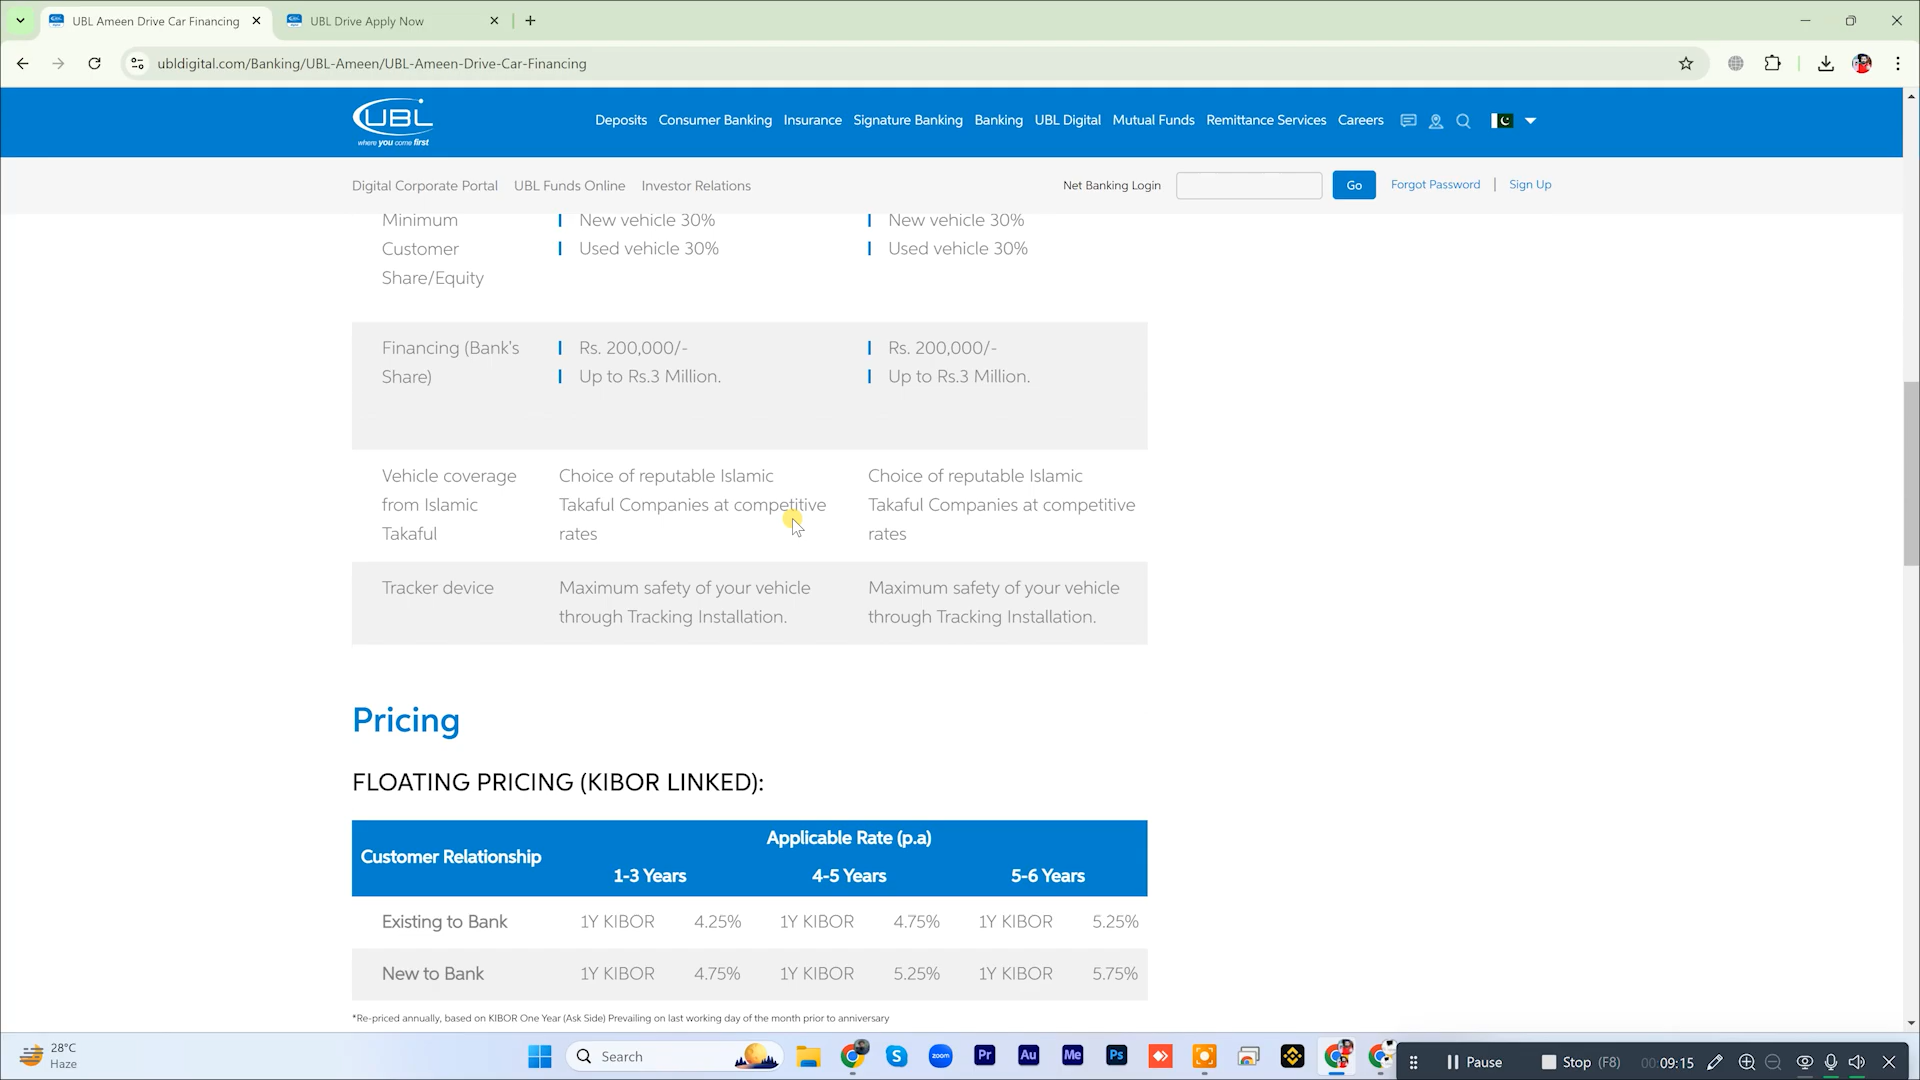 UBL Ameen Drive Car Financing
UBL Drive Apply Now
ubldigital.com/Banking/UBL-Ameen/UBL-Ameen-Drive-Car-Financing
UBL
where you come first
Deposits Consumer Banking Insurance Signature Banking Banking UBL Digital Mutual Funds Remittance Services Careers
Digital Corporate Portal UBL Funds Online Investor Relations Net Banking Login Go Forgot Password | Sign Up
Minimum New vehicle 30% New vehicle 30%
Customer Used vehicle 30% Used vehicle 30%
Share/Equity
Financing (Bank's Rs. 200,000/- Rs. 200,000/-
Share) Up to Rs.3 Million. Up to Rs.3 Million.
Vehicle coverage Choice of reputable Islamic Choice of reputable Islamic
from Islamic Takaful Companies at competitive Takaful Companies at competitive
Takaful rates rates
Tracker device Maximum safety of your vehicle Maximum safety of your vehicle
through Tracking Installation. through Tracking Installation.
Pricing
FLOATING PRICING (KIBOR LINKED):
Applicable Rate (p.a)
Customer Relationship
1-3 Years 4-5 Years 5-6 Years
Existing to Bank 1Y KIBOR 4.25% 1Y KIBOR 4.75% 1Y KIBOR 5.25%
New to Bank 1Y KIBOR 4.75% 1Y KIBOR 5.25% 1Y KIBOR 5.75%
*Re-priced annually, based on KIBOR One Year (Ask Side) Prevailing on last working day of the month prior to anniversary
28°C
Haze
Search
S
zoom
Pr
Au
Me
Ps
Pause
Stop (F8)
00:09:15